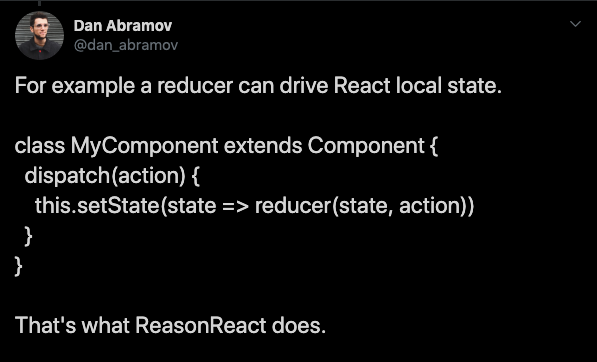 Dan Abramov
@dan_abramov
For example a reducer can drive React local state.
class MyComponent extends Component {
  dispatch(action) {
    this.setState(state => reducer(state, action))
  }
}
That's what ReasonReact does.